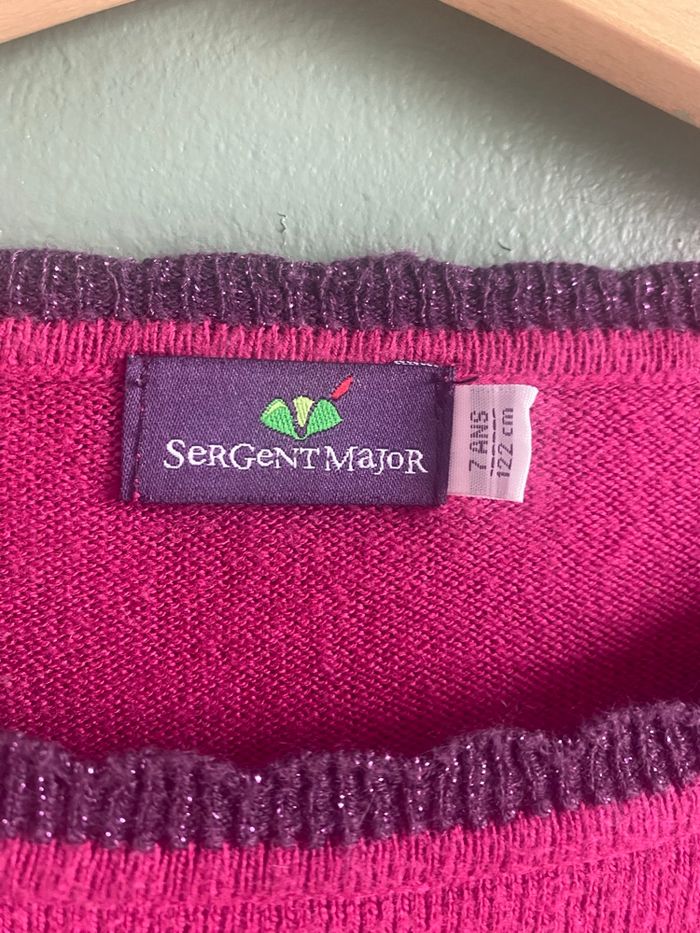 SerGeNT MaJoR
7 ANS
122 cm